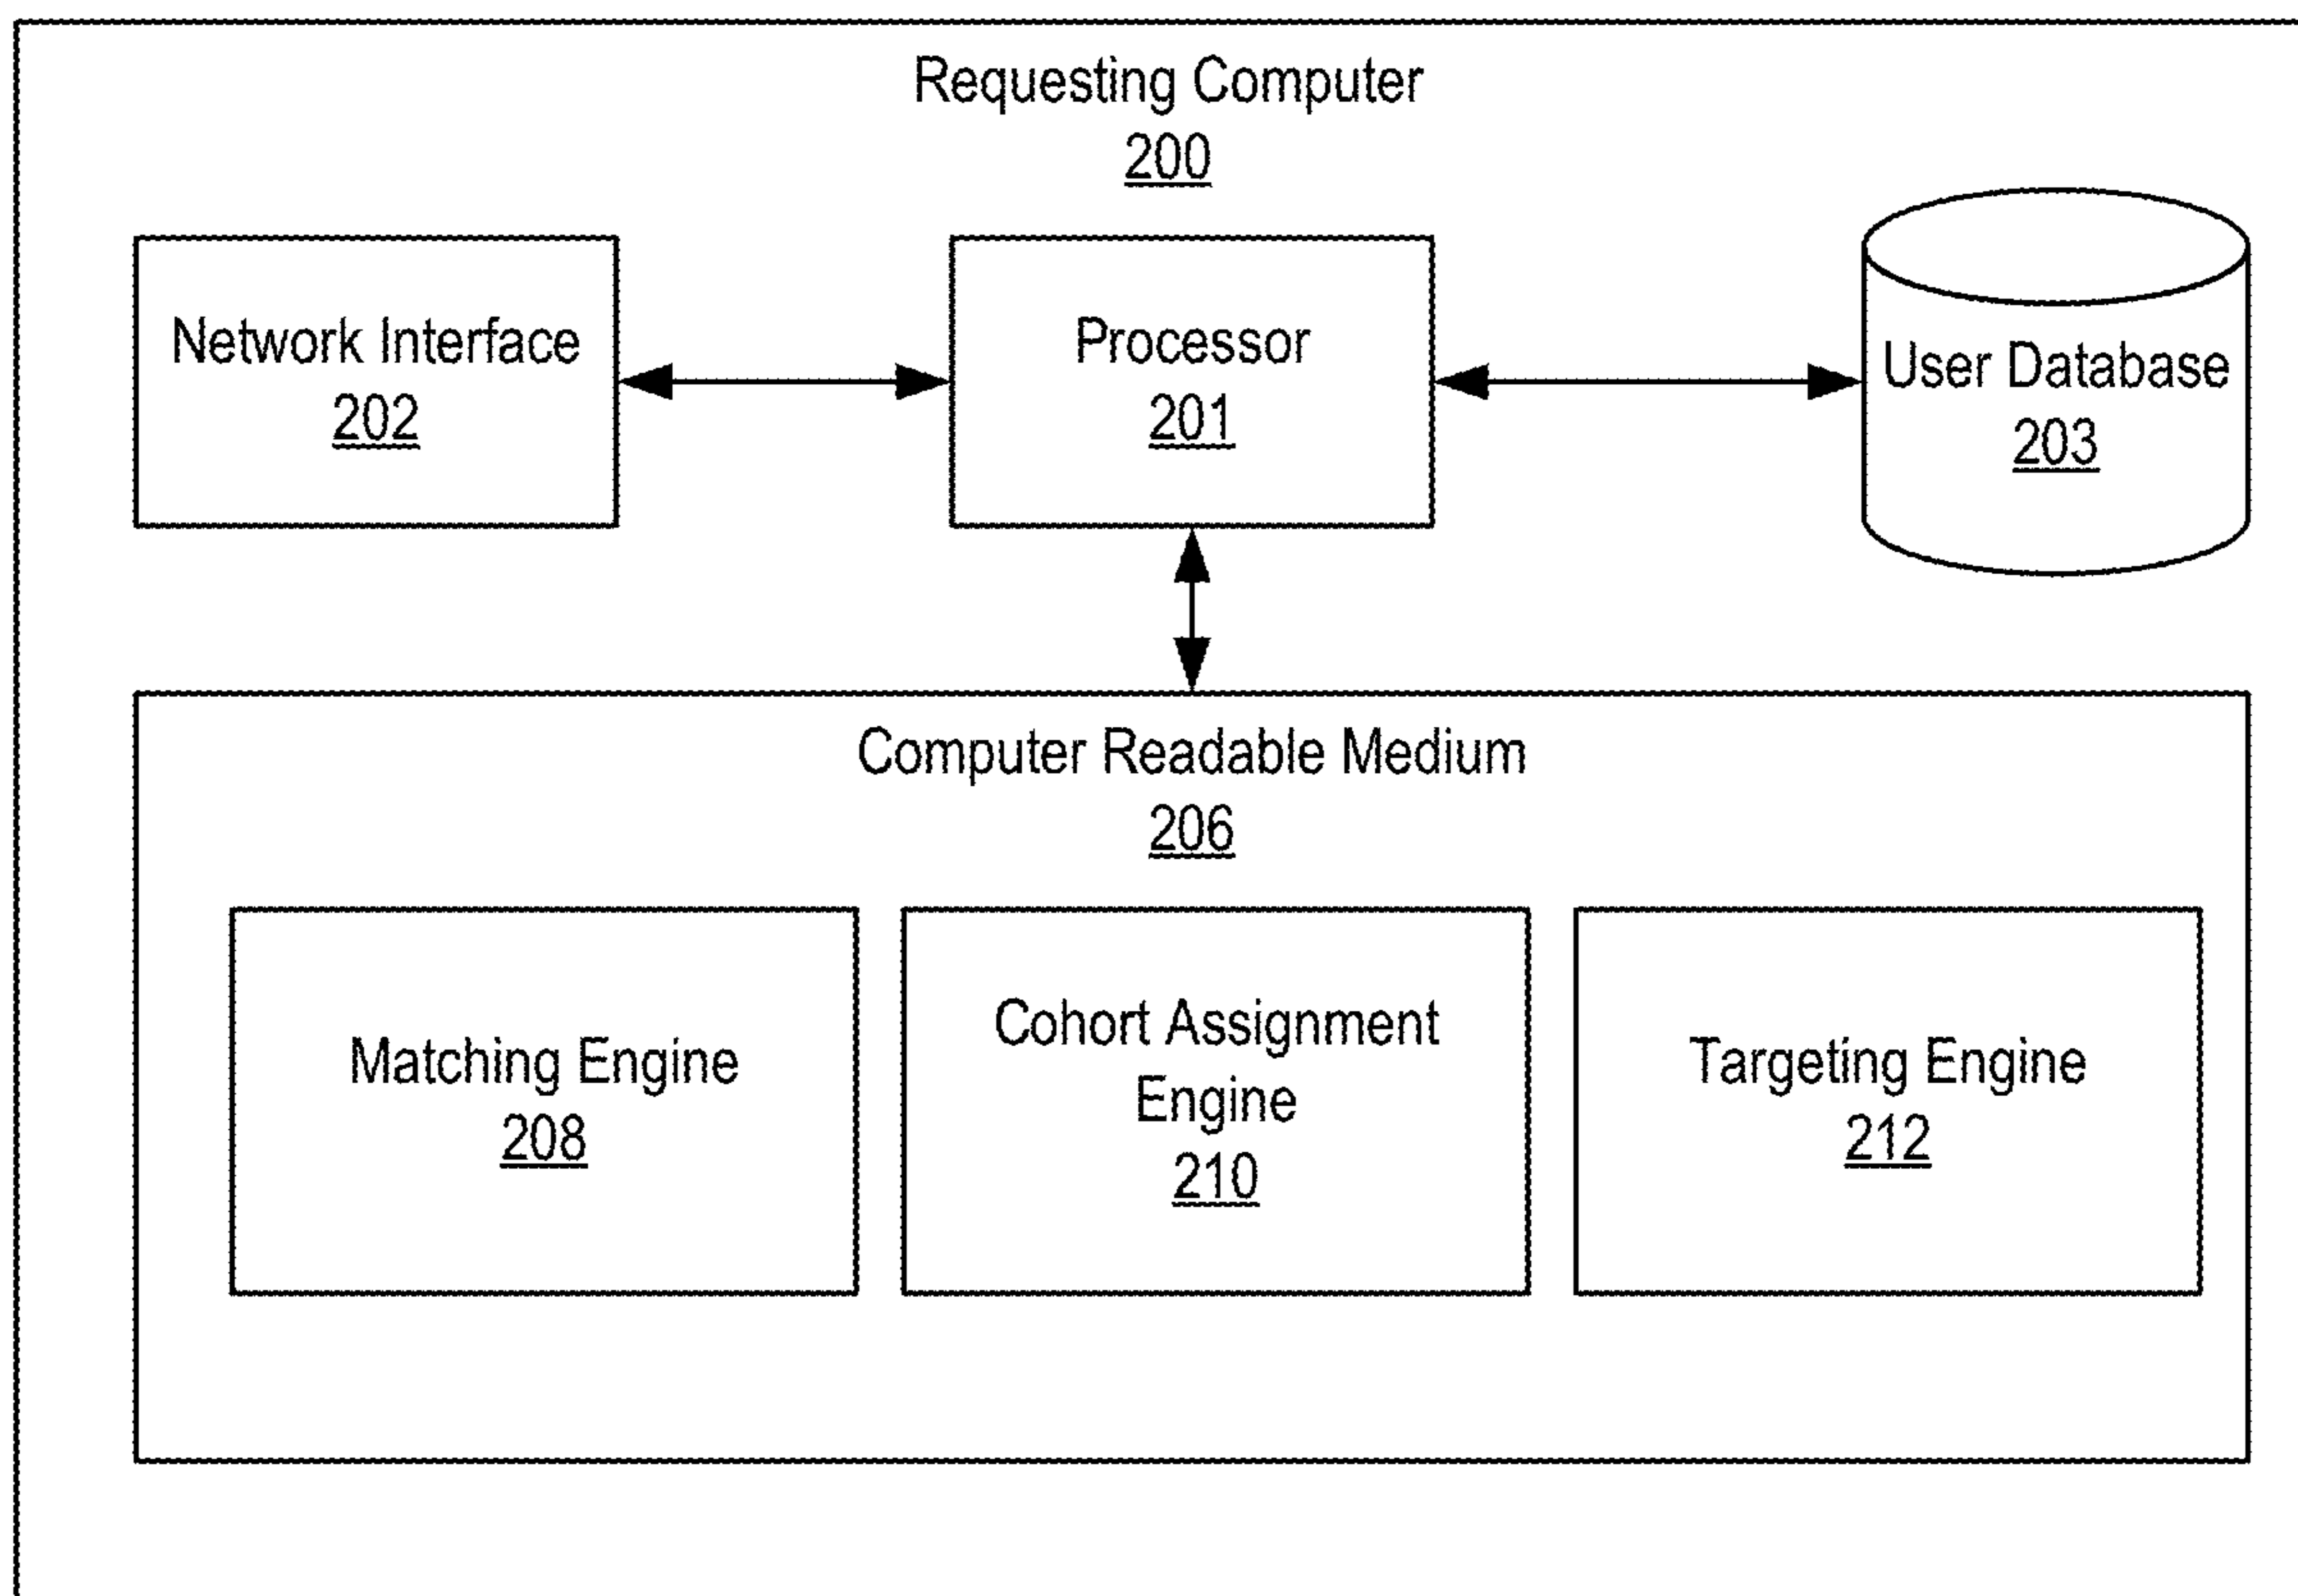 Requesting Computer
200
Network Interface
202
Processor
201
User Database
203
Computer Readable Medium
206
Matching Engine
208
Cohort Assignment
Engine
210
Targeting Engine
212